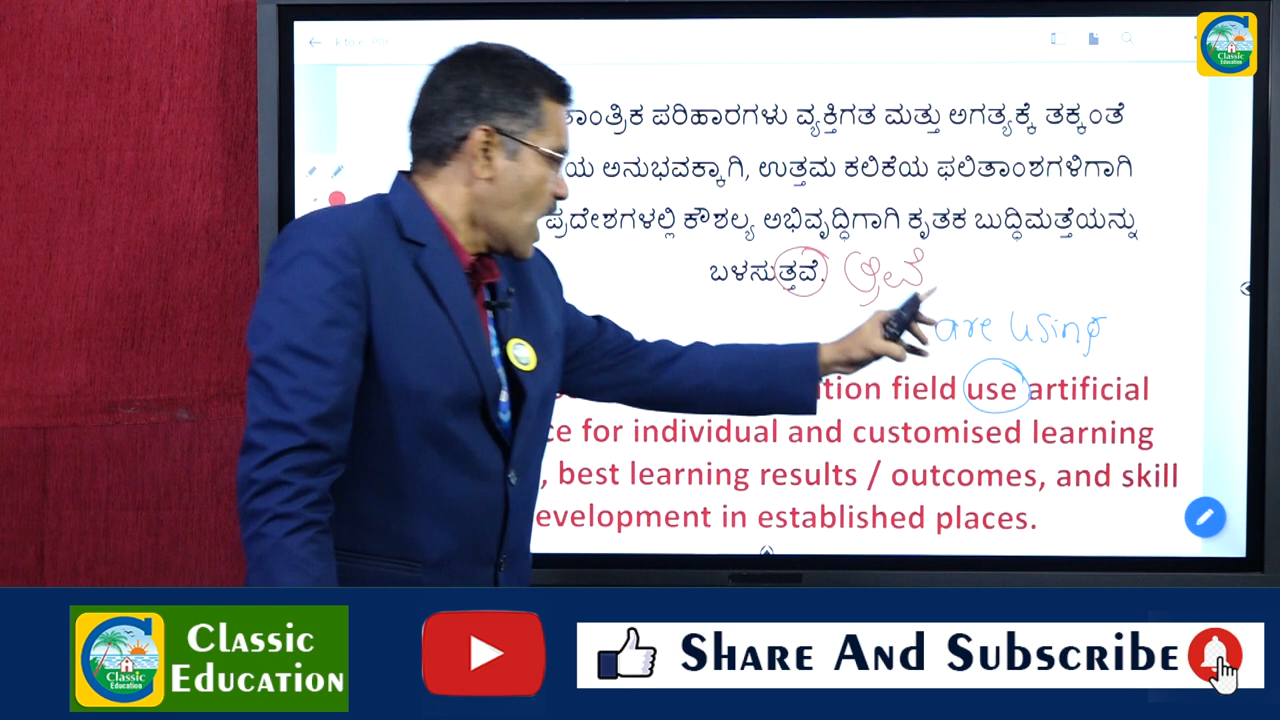 Classic
Education
ಪರಿಹಾರಗಳು ವ್ಯಕ್ತಿಗತ ಮತ್ತು ಅಗತ್ಯಕ್ಕೆ ತಕ್ಕಂತೆ
ಅನುಭವಕ್ಕಾಗಿ, ಉತ್ತಮ ಕಲಿಕೆಯ ಫಲಿತಾಂಶಗಳಿಗಾಗಿ
ಪ್ರದೇಶಗಳಲ್ಲಿ ಕೌಶಲ್ಯ ಅಭಿವೃದ್ಧಿಗಾಗಿ ಕೃತಕ ಬುದ್ಧಿಮತ್ತೆಯನ್ನು
ಬಳಸುತ್ತವೆ.
are using
field use artificial
for individual and customised learning
, best learning results / outcomes, and skill
evelopment in established places.
Classic
Education
Classic
Education
Share And Subscribe